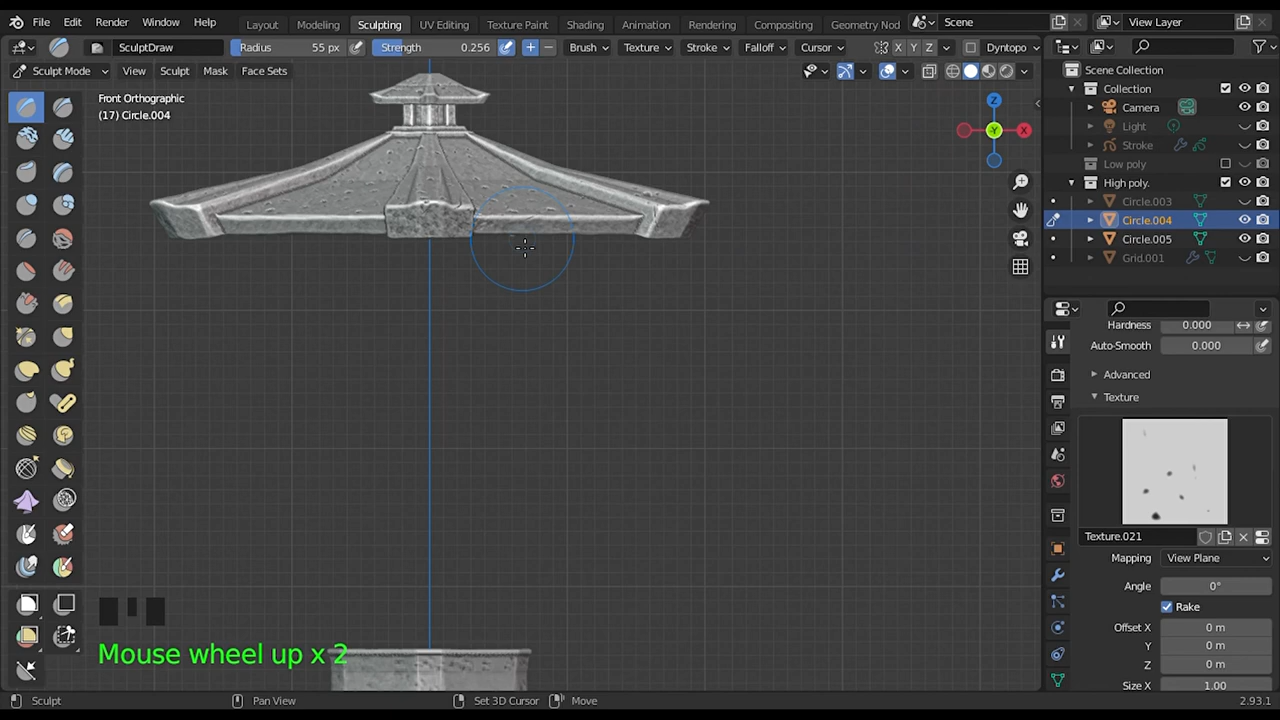 File Edit Render Window Help Layout Modeling Sculpting UV Editing Texture Paint Shading Animation Rendering Compositing Geometry Nod Scene View Layer
SculptDraw Radius 55 px Strength 0.256 Brush Texture Stroke Falloff Cursor X Y Z Dyntopo
Sculpt Mode View Sculpt Mask Face Sets
Front Orthographic
(17) Circle.004
Z
Y
X
Mouse wheel up x 2
Scene Collection
Collection
Camera
Light
Stroke
Low poly
High poly.
Circle.003
Circle.004
Circle.005
Grid.001
Hardness 0.000
Auto-Smooth 0.000
Advanced
Texture
Texture.021
Mapping View Plane
Angle 0°
Rake
Offset X 0 m
Y 0 m
Z 0 m
Size X 1.00
Sculpt Pan View Set 3D Cursor Move 2.93.1